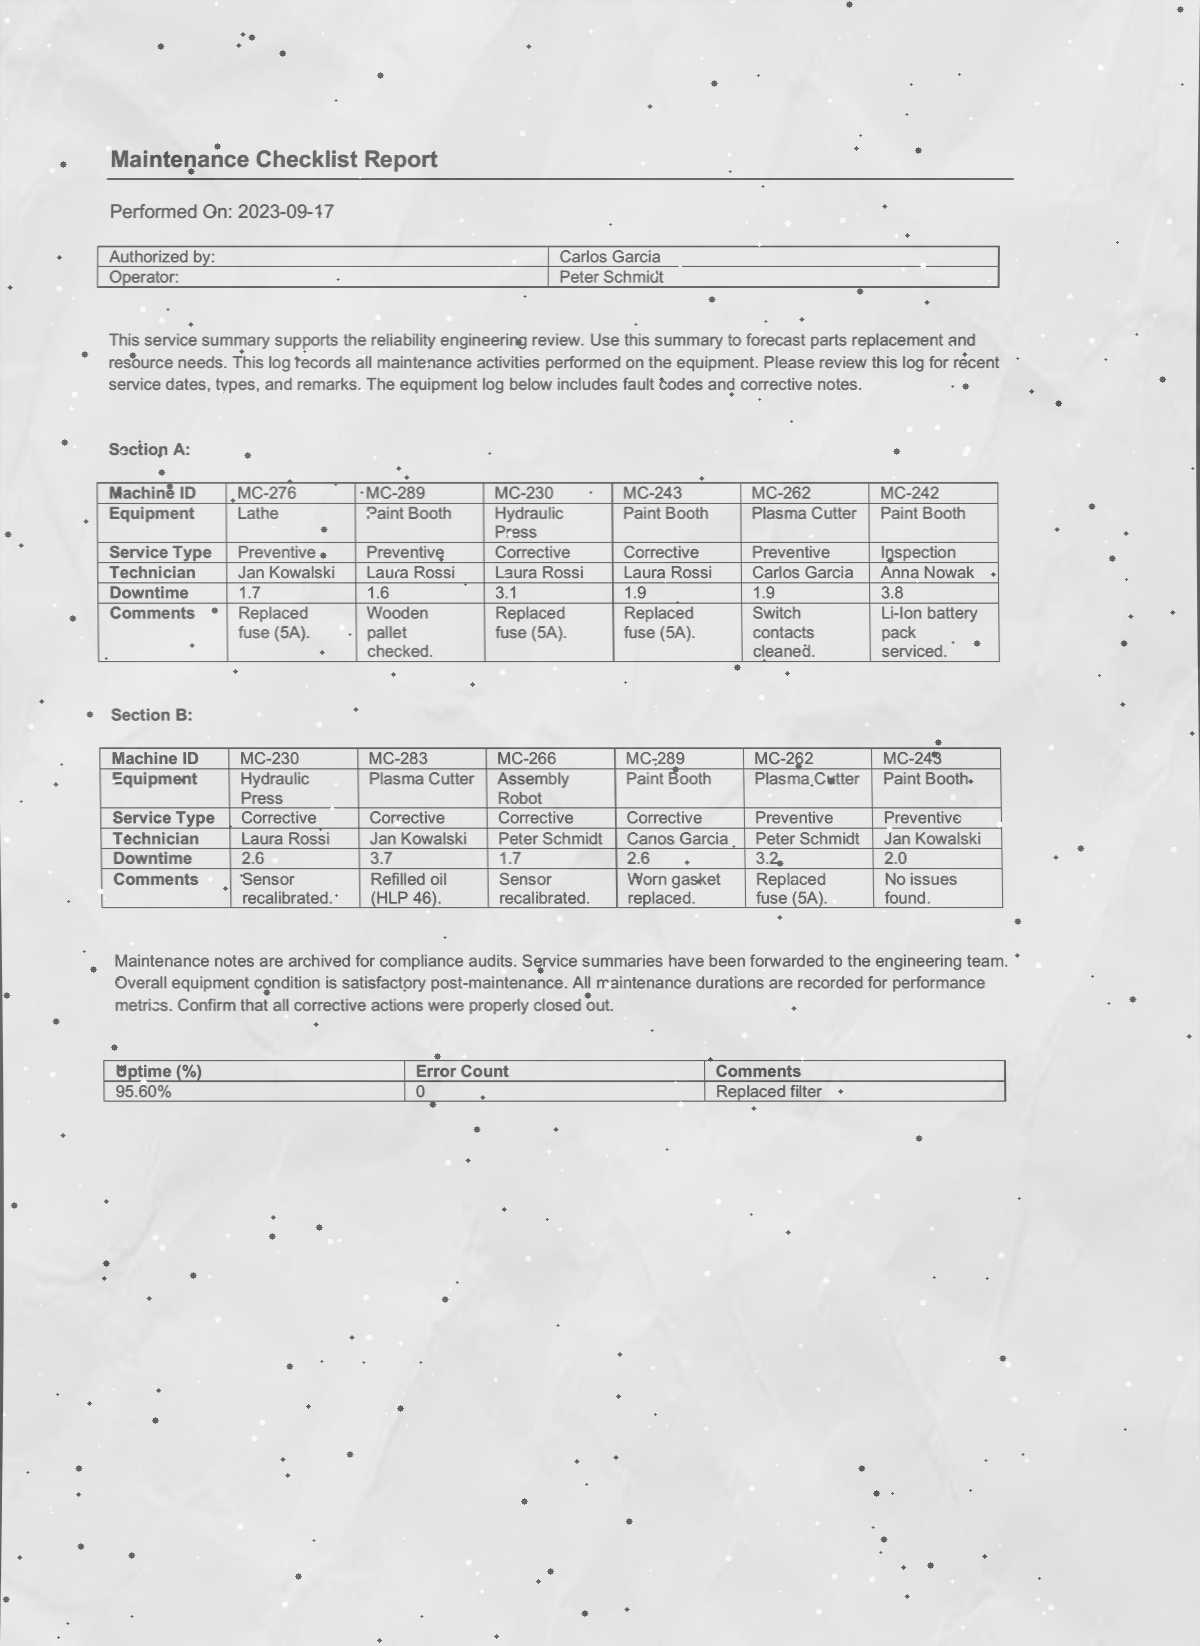 Maintenance Checklist Report
Performed On: 2023-09-17
Authorized by: Carlos Garcia
Operator: Peter Schmidt
This service summary supports the reliability engineering review. Use this summary to forecast parts replacement and
resource needs. This log records all maintenance activities performed on the equipment. Please review this log for recent
service dates, types, and remarks. The equipment log below includes fault codes and corrective notes.
Section A:
Machine ID MC-276 MC-289 MC-230 MC-243 MC-262 MC-242
Equipment Lathe Paint Booth Hydraulic Paint Booth Plasma Cutter Paint Booth
Press
Service Type Preventive Preventive Corrective Corrective Preventive Inspection
Technician Jan Kowalski Laura Rossi Laura Rossi Laura Rossi Carlos Garcia Anna Nowak
Downtime 1.7 1.6 3.1 1.9 1.9 3.8
Comments Replaced Wooden Replaced Replaced Switch Li-Ion battery
fuse (5A). pallet fuse (5A). fuse (5A). contacts pack
checked. cleaned. serviced.
Section B:
Machine ID MC-230 MC-283 MC-266 MC-289 MC-262 MC-243
Equipment Hydraulic Plasma Cutter Assembly Paint Booth Plasma Cutter Paint Booth
Press Robot
Service Type Corrective Corrective Corrective Corrective Preventive Preventive
Technician Laura Rossi Jan Kowalski Peter Schmidt Carlos Garcia Peter Schmidt Jan Kowalski
Downtime 2.6 3.7 1.7 2.6 3.2 2.0
Comments Sensor Refilled oil Sensor Worn gasket Replaced No issues
recalibrated. (HLP 46). recalibrated. replaced. fuse (5A). found.
Maintenance notes are archived for compliance audits. Service summaries have been forwarded to the engineering team.
Overall equipment condition is satisfactory post-maintenance. All maintenance durations are recorded for performance
metrics. Confirm that all corrective actions were properly closed out.
Uptime (%) Error Count Comments
95.60% 0 Replaced filter